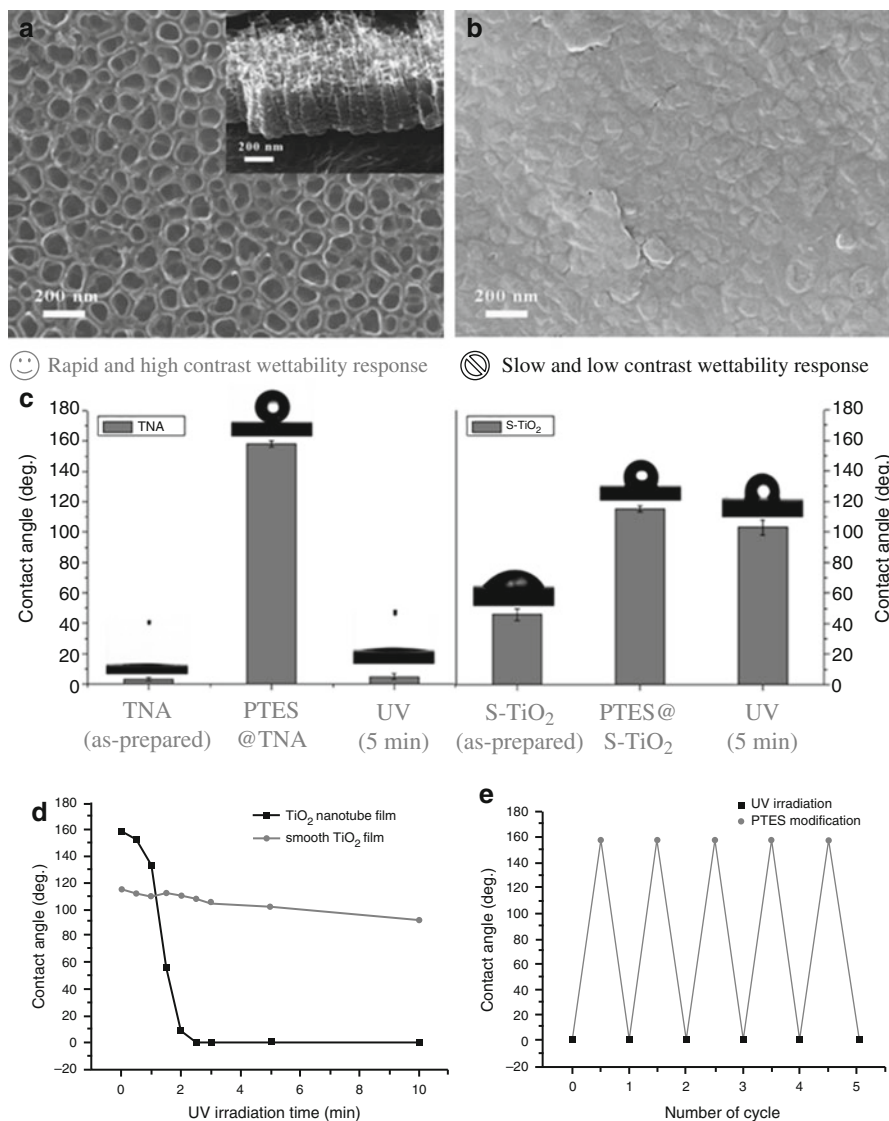 a
200 nm
200 nm
b
200 nm
Rapid and high contrast wettability response
Slow and low contrast wettability response
c
180
160
140
120
100
80
60
40
20
0
Contact angle (deg.)
TNA
S-TiO₂
180
160
140
120
100
80
60
40
20
0
Contact angle (deg.)
TNA
(as-prepared)
PTES
@TNA
UV
(5 min)
S-TiO₂
(as-prepared)
PTES@
S-TiO₂
UV
(5 min)
d
180
160
140
120
100
80
60
40
20
0
–20
Contact angle (deg.)
TiO₂ nanotube film
smooth TiO₂ film
0 2 4 6 8 10
UV irradiation time (min)
e
180
160
140
120
100
80
60
40
20
0
–20
Contact angle (deg.)
UV irradiation
PTES modification
0 1 2 3 4 5
Number of cycle